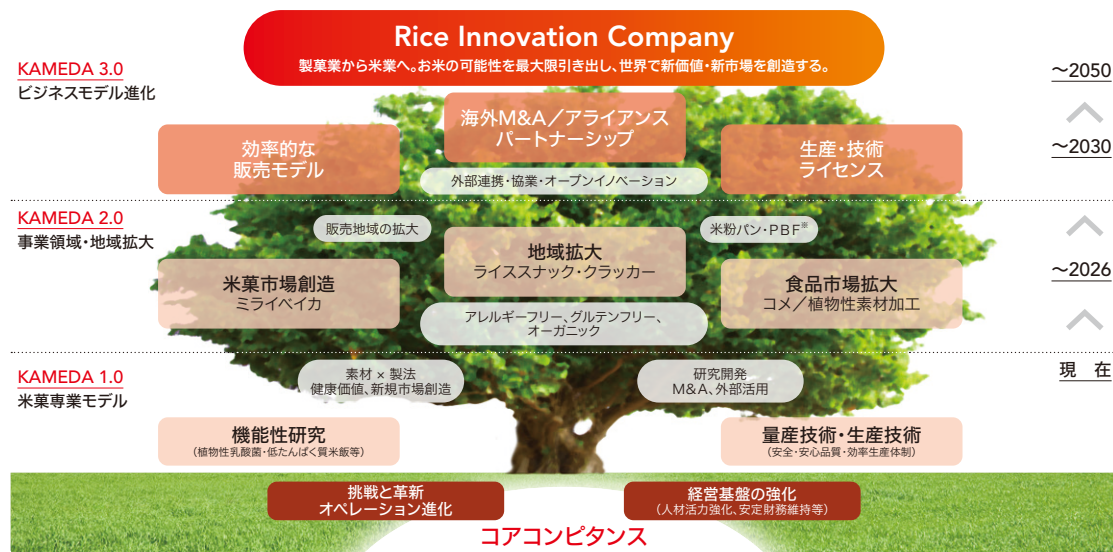 Rice Innovation Company
製菓業から米業へ。お米の可能性を最大限引き出し、世界で新価値・新市場を創造する。
KAMEDA 3.0
ビジネスモデル進化
～2050
海外M&A／アライアンス
パートナーシップ
効率的な
販売モデル
生産・技術
ライセンス
～2030
外部連携・協業・オープンイノベーション
KAMEDA 2.0
事業領域・地域拡大
販売地域の拡大
米粉パン・PBF※
地域拡大
ライススナック・クラッカー
米菓市場創造
ミライベイカ
食品市場拡大
コメ／植物性素材加工
～2026
アレルギーフリー、グルテンフリー、
オーガニック
KAMEDA 1.0
米菓専業モデル
現 在
素材 × 製法
健康価値、新規市場創造
研究開発
M&A、外部活用
機能性研究
（植物性乳酸菌・低たんぱく質米飯等）
量産技術・生産技術
（安全・安心品質・効率生産体制）
挑戦と革新
オペレーション進化
経営基盤の強化
（人材活力強化、安定財務維持等）
コアコンピタンス